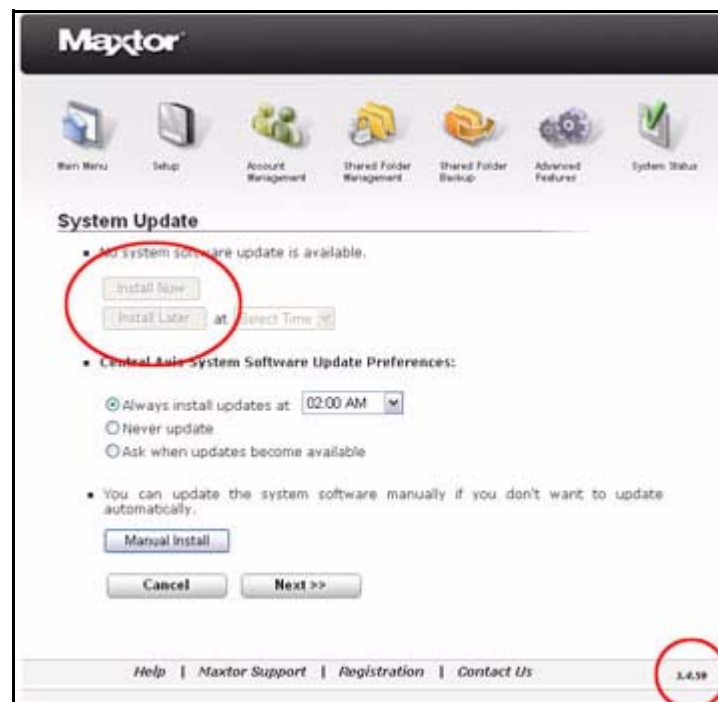 Maxtor
Main Menu
Setup
Account
Management
Shared Folder
Management
Shared Folder
Backup
Advanced
Features
System Status
System Update
No system software update is available.
Install Now
Install Later at Select Time
Central Axis System Software Update Preferences:
Always install updates at 02:00 AM
Never update
Ask when updates become available
You can update the system software manually if you don't want to update
automatically.
Manual Install
Cancel Next >>
Help | Maxtor Support | Registration | Contact Us